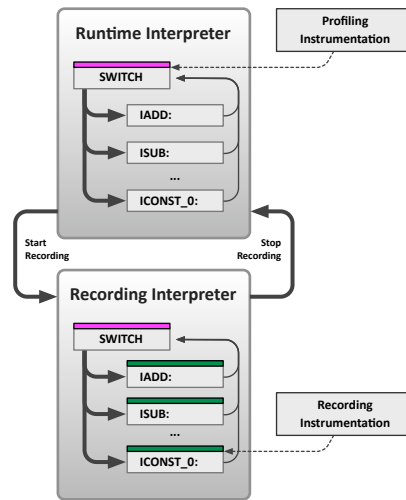 Runtime Interpreter
Profiling
Instrumentation
SWITCH
IADD:
ISUB:
...
ICONST_0:
Start
Recording
Stop
Recording
Recording Interpreter
SWITCH
IADD:
ISUB:
...
ICONST_0:
Recording
Instrumentation